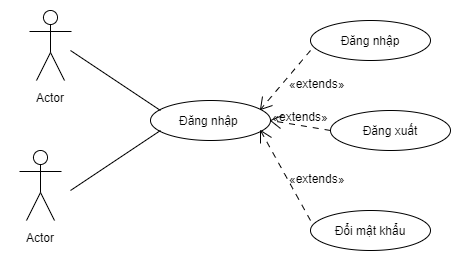 Đăng nhập
«extends»
Actor
Đăng nhập
«extends»
Đăng xuất
«extends»
Actor
Đổi mật khẩu